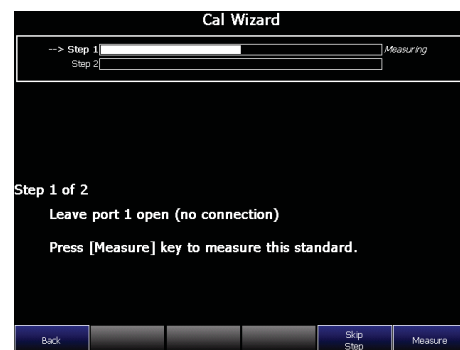 Cal Wizard
--> Step 1 Measuring
Step 2
Step 1 of 2
Leave port 1 open (no connection)
Press [Measure] key to measure this standard.
Back
Skip
Step
Measure